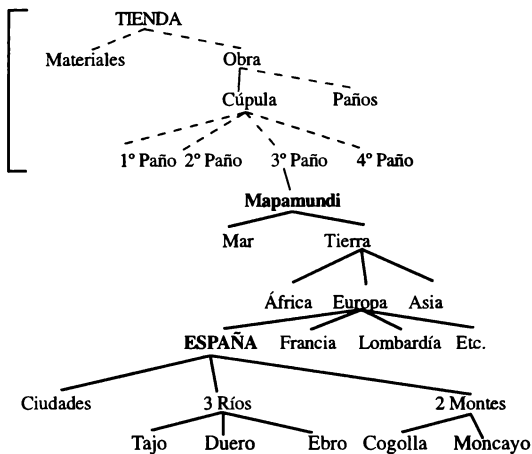 TIENDA
Materiales Obra
Cúpula Paños
1º Paño 2º Paño 3º Paño 4º Paño
Mapamundi
Mar Tierra
África Europa Asia
ESPAÑA Francia Lombardía Etc.
Ciudades 3 Ríos 2 Montes
Tajo Duero Ebro Cogolla Moncayo